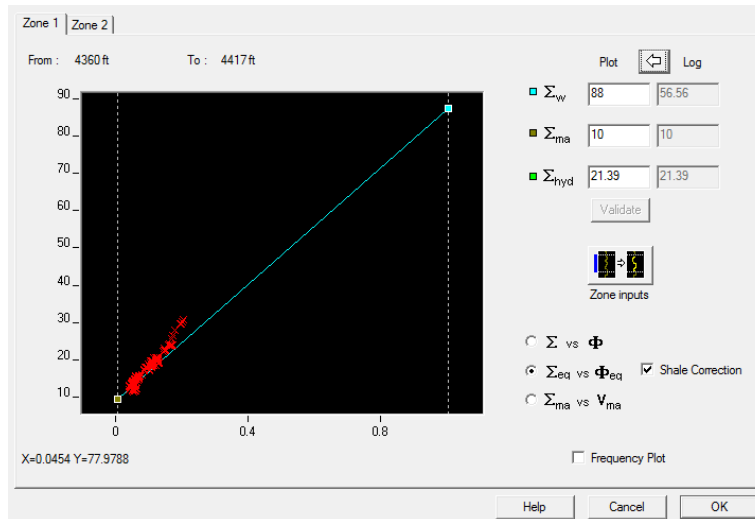 Zone 1 Zone 2
From : 4360 ft To : 4417 ft Plot Log
90
80
70
60
50
40
30
20
10
0 0.4 0.8
X=0.0454 Y=77.9788
Σw 88 56.56
Σma 10 10
Σhyd 21.39 21.39
Validate
Zone inputs
Σ vs Φ
Σeq vs Φeq Shale Correction
Σma vs Vma
Frequency Plot
Help Cancel OK